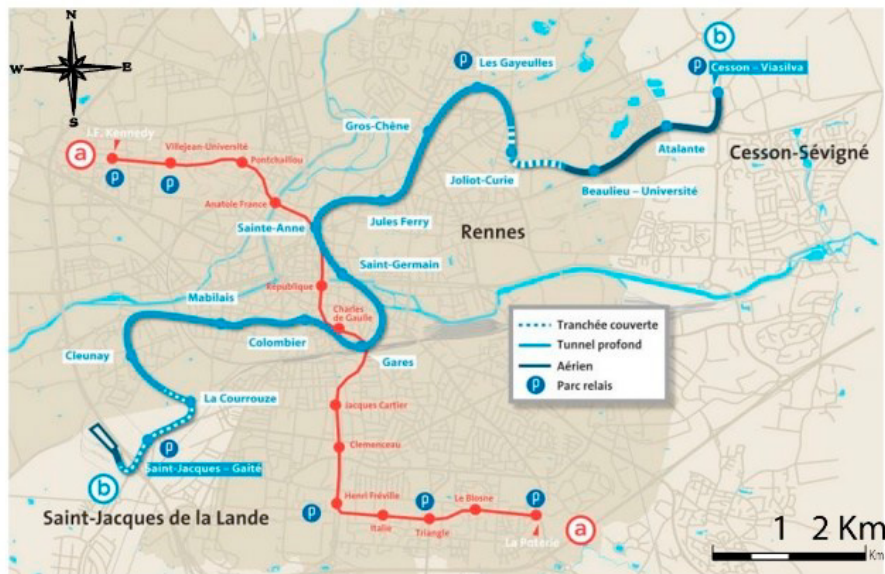 N
W E
S
b
P
Cesson – Viasilva
P
Les Gayeulles
Gros-Chêne
J.F. Kennedy
a
Villejean-Université
Pontchaillou
P
P
Atalante
Cesson-Sévigné
Joliot-Curie
Beaulieu – Université
Anatole France
Sainte-Anne
Jules Ferry
Rennes
Saint-Germain
République
Mabilais
Charles
de Gaulle
Colombier
Gares
Cleunay
Tranchée couverte
Tunnel profond
Aérien
P Parc relais
La Courrouze
Jacques Cartier
P
Clemenceau
Saint-Jacques – Gaîté
b
Saint-Jacques de la Lande
P
Henri Fréville
Italie
P
Triangle
Le Blosne
P
La Poterie
a
1 2 Km
Km